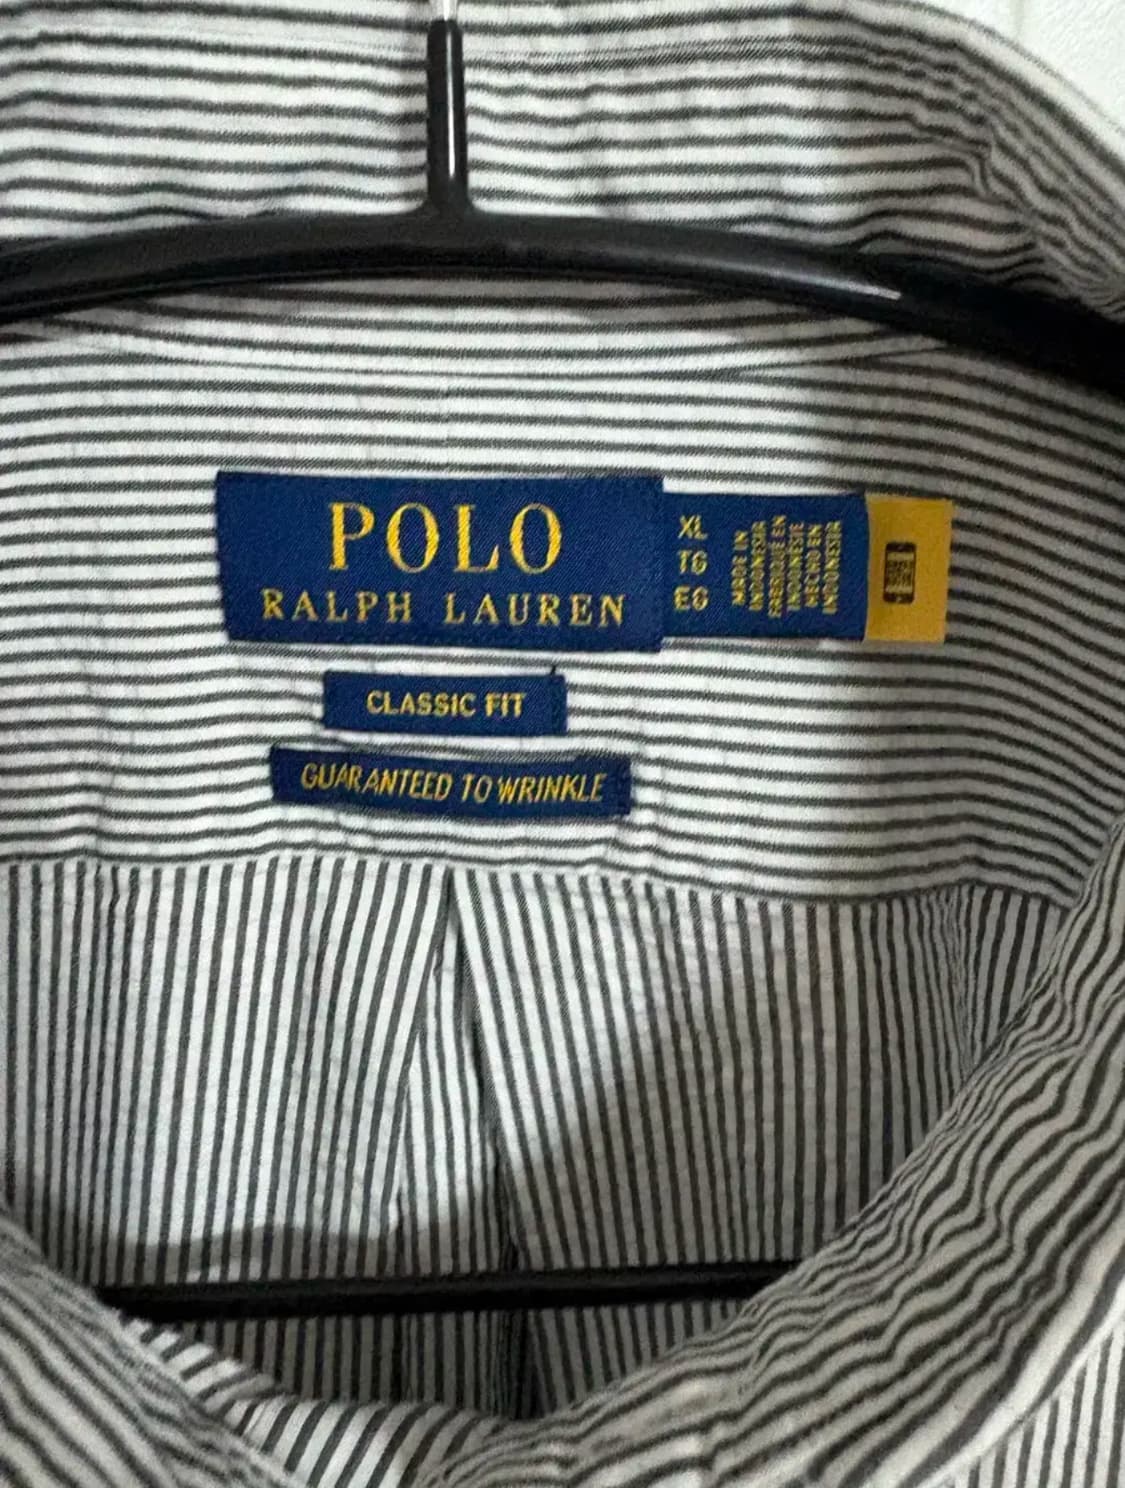 POLO
RALPH LAUREN
XL
TG
EG
MADE IN
INDONESIA
FABRIQUÉ EN
INDONESIE
HECHO EN
INDONESIA
CLASSIC FIT
GUARANTEED TO WRINKLE